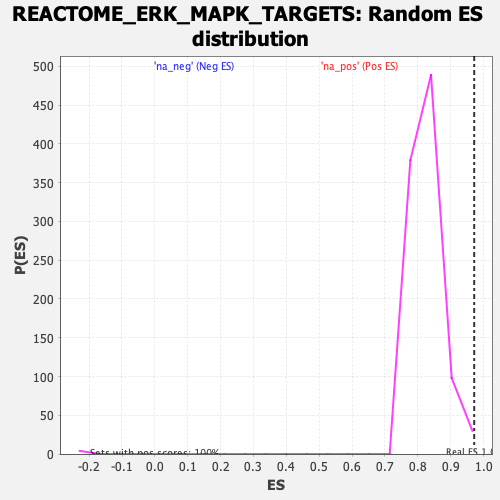 REACTOME_ERK_MAPK_TARGETS: Random ES
distribution
'na_neg' (Neg ES)
'na_pos' (Pos ES)
500
450
400
350
300
250
200
150
100
50
0
P(ES)
Sets with pos scores: 100%
Real ES 1.0
-0.2 -0.1 0.0 0.1 0.2 0.3 0.4 0.5 0.6 0.7 0.8 0.9 1.0
ES